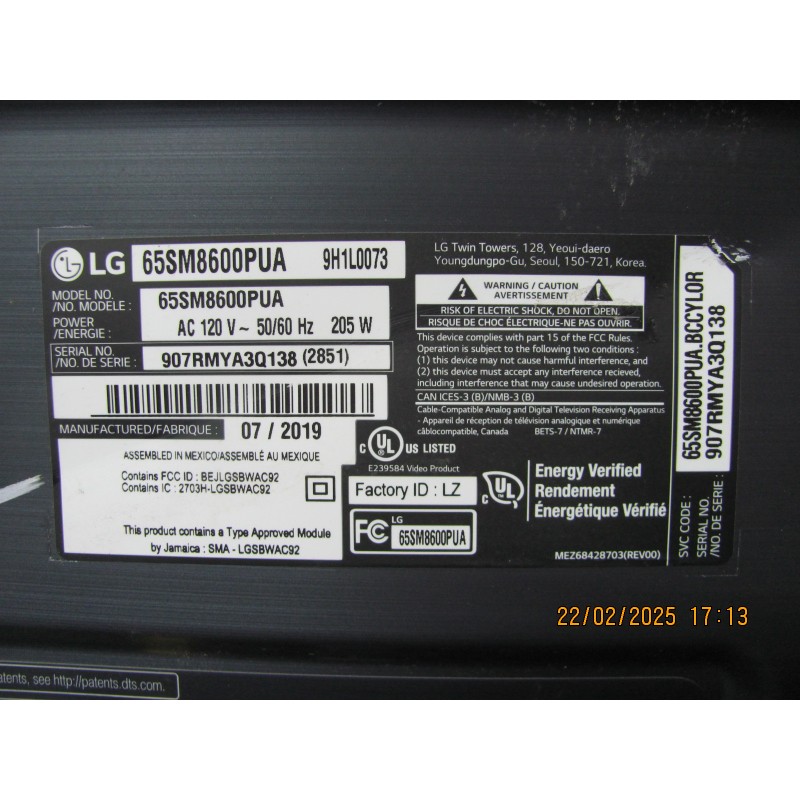 LG 65SM8600PUA 9H1L0073
MODEL NO.
/NO. MODELE : 65SM8600PUA
POWER
/ENERGIE : AC 120 V ~ 50/60 Hz 205 W
SERIAL NO.
/NO. DE SERIE : 907RMYA3Q138 (2851)
MANUFACTURED/FABRIQUE : 07 / 2019
ASSEMBLED IN MEXICO/ASSEMBLÉ AU MEXIQUE
Contains FCC ID : BEJLGSBWAC92
Contains IC : 2703H-LGSBWAC92
This product contains a Type Approved Module
by Jamaica : SMA - LGSBWAC92
LG Twin Towers, 128, Yeoui-daero
Youngdungpo-Gu, Seoul, 150-721, Korea.
WARNING / CAUTION
AVERTISSEMENT
RISK OF ELECTRIC SHOCK, DO NOT OPEN.
RISQUE DE CHOC ÉLECTRIQUE-NE PAS OUVRIR.
This device complies with part 15 of the FCC Rules.
Operation is subject to the following two conditions :
(1) this device may not cause harmful interference, and
(2) this device must accept any interference recieved,
including interference that may cause undesired operation.
CAN ICES-3 (B)/NMB-3 (B)
Cable-Compatible Analog and Digital Television Receiving Apparatus
- Appareil de réception de télévision analogique et numérique
câblocompatible, Canada BETS-7 / NTMR-7
C UL US LISTED
E239584 Video Product
Factory ID : LZ
FC LG
65SM8600PUA
C UL
Energy Verified
Rendement
Énergétique Vérifié
MEZ68428703(REV00)
SVC CODE : 65SM8600PUA.BCCYLOR
SERIAL NO.
/NO. DE SERIE : 907RMYA3Q138
22/02/2025 17:13
atents, see http://patents.dts.com.